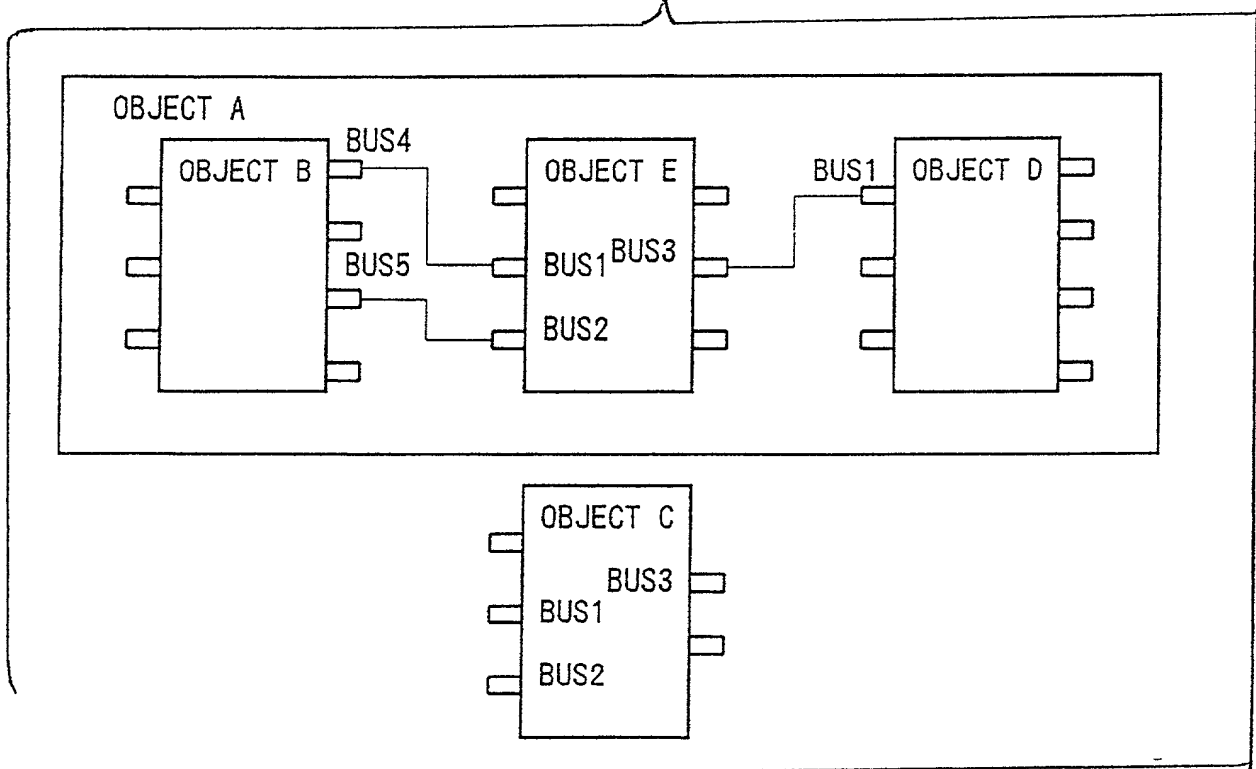 OBJECT A
BUS4
OBJECT B
OBJECT E
BUS1
OBJECT D
BUS5
BUS1
BUS3
BUS2
OBJECT C
BUS3
BUS1
BUS2